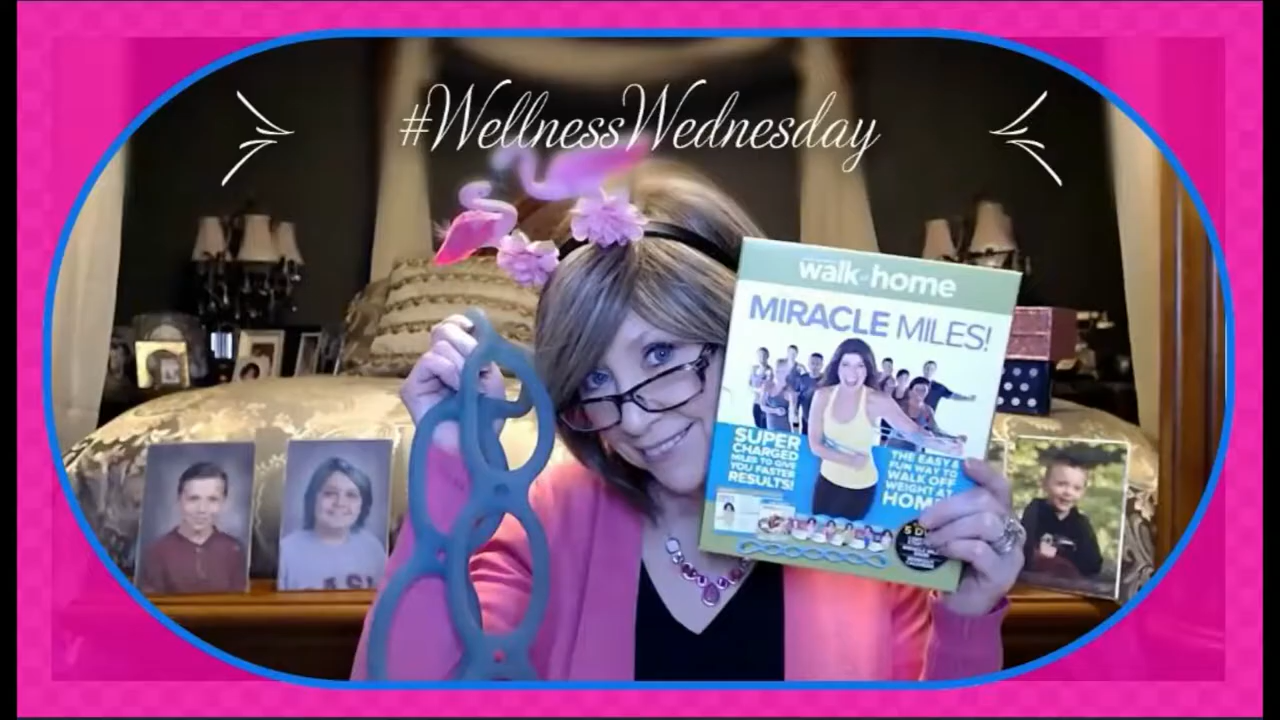 #WellnessWednesday
walk at home
MIRACLE MILES!
SUPER
CHARGED
MILES TO GIVE
YOU FASTER
RESULTS!
THE EASY &
FUN WAY TO
WALK OFF
WEIGHT AT
HOM